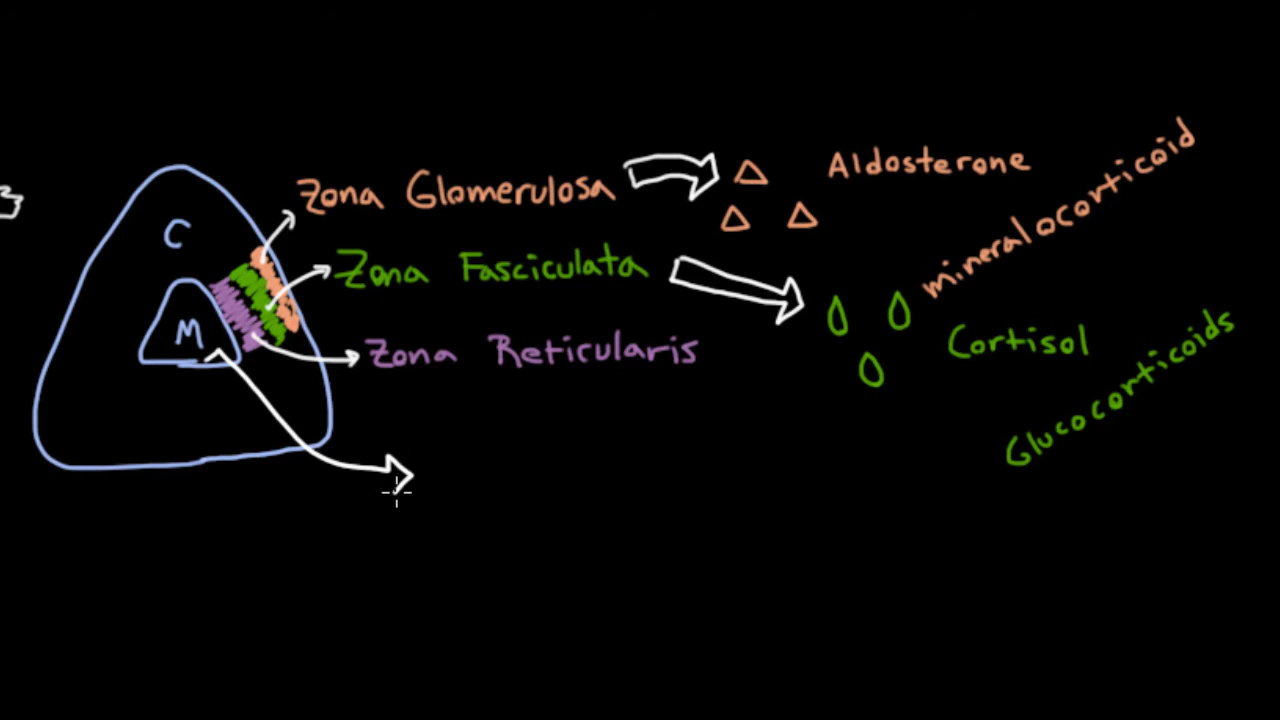 C
M
Zona Glomerulosa
Aldosterone
mineralocorticoid
Zona Fasciculata
Cortisol
Glucocorticoids
Zona Reticularis